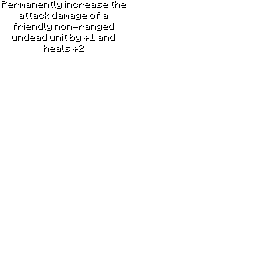 Permanently increase the
attack damage of a
friendly non-ranged
undead unit by +1 and
heals +2